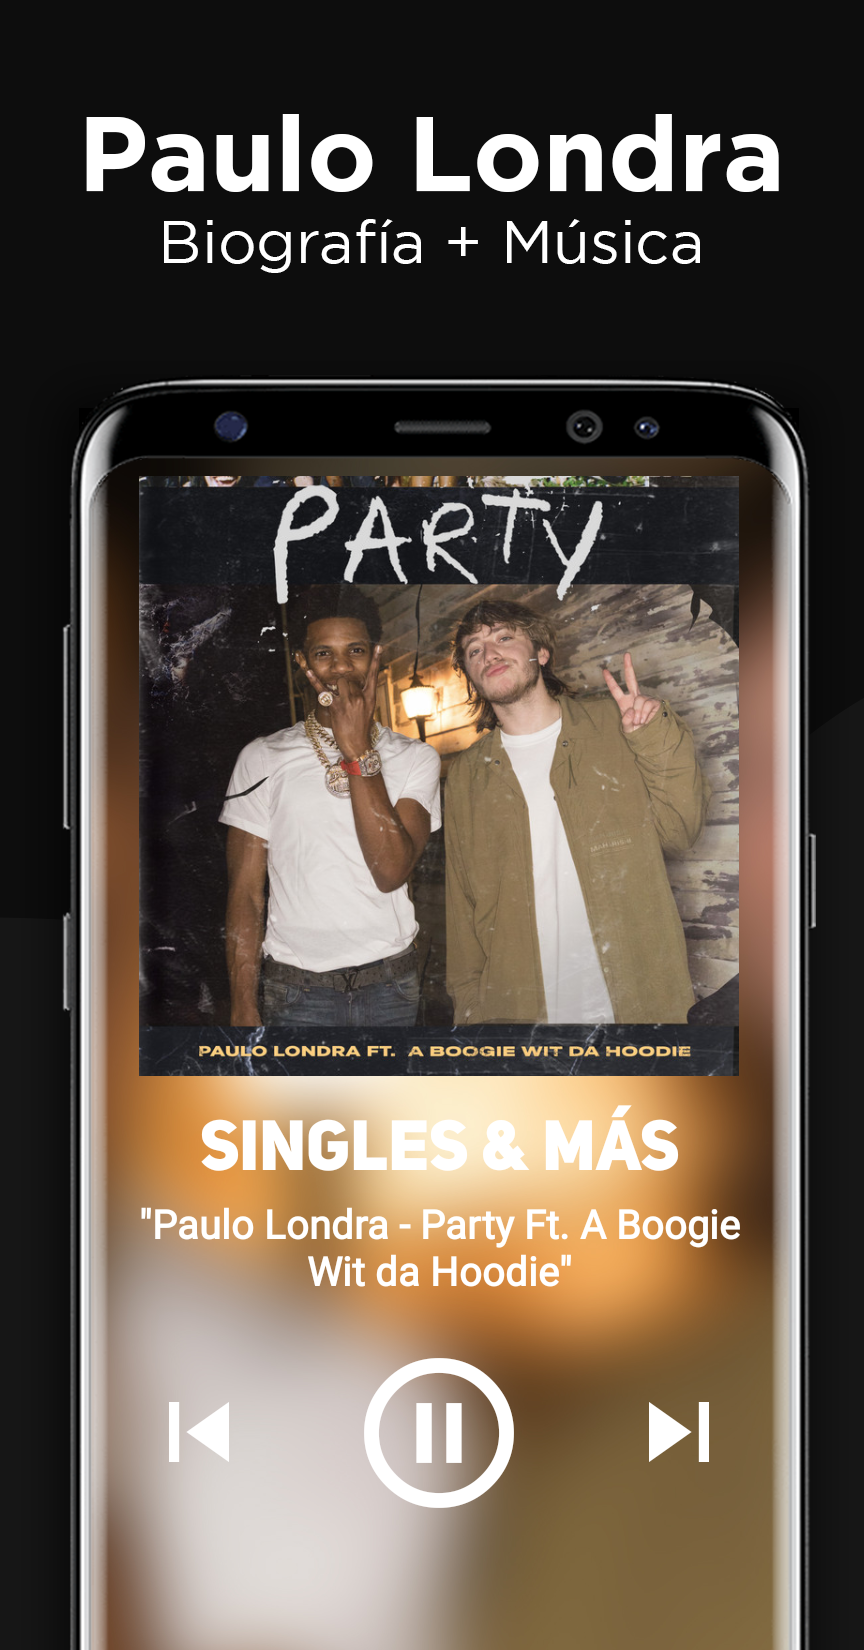 Paulo Londra
Biografía + Música
PARTY
PAULO LONDRA FT. A BOOGIE WIT DA HOODIE
SINGLES & MÁS
"Paulo Londra - Party Ft. A Boogie
Wit da Hoodie"